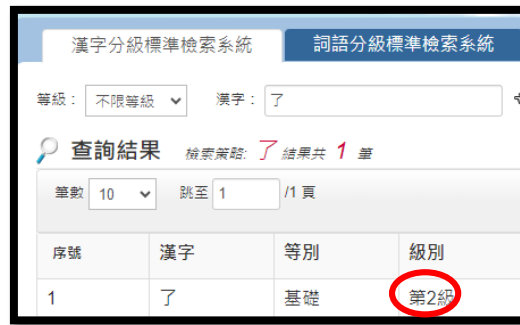 漢字分級標準檢索系統 詞語分級標準檢索系統
等級： 不限等級 漢字： 了
查詢結果 檢索策略: 了 結果共 1 筆
筆數 10 跳至 1 /1 頁
序號 漢字 等別 級別
1 了 基礎 第2級